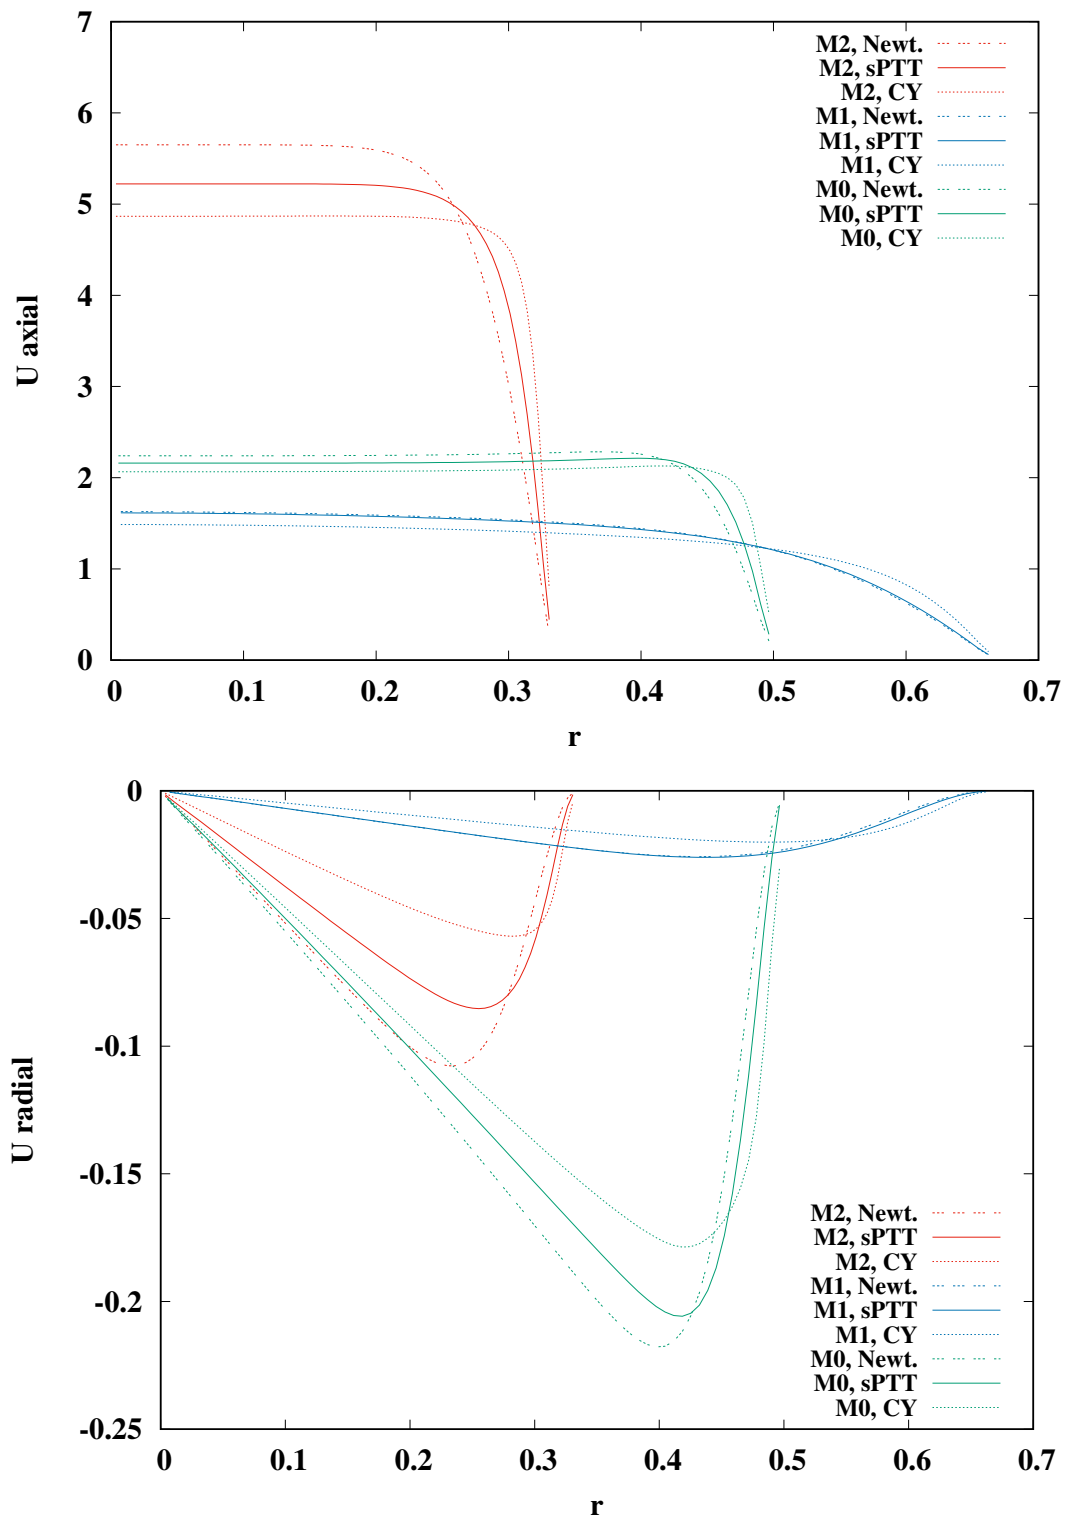 7
6
5
4
3
2
1
0
U axial
M2, Newt.
M2, sPTT
M2, CY
M1, Newt.
M1, sPTT
M1, CY
M0, Newt.
M0, sPTT
M0, CY
0 0.1 0.2 0.3 0.4 0.5 0.6 0.7
r
0
-0.05
-0.1
-0.15
-0.2
-0.25
U radial
M2, Newt.
M2, sPTT
M2, CY
M1, Newt.
M1, sPTT
M1, CY
M0, Newt.
M0, sPTT
M0, CY
0 0.1 0.2 0.3 0.4 0.5 0.6 0.7
r